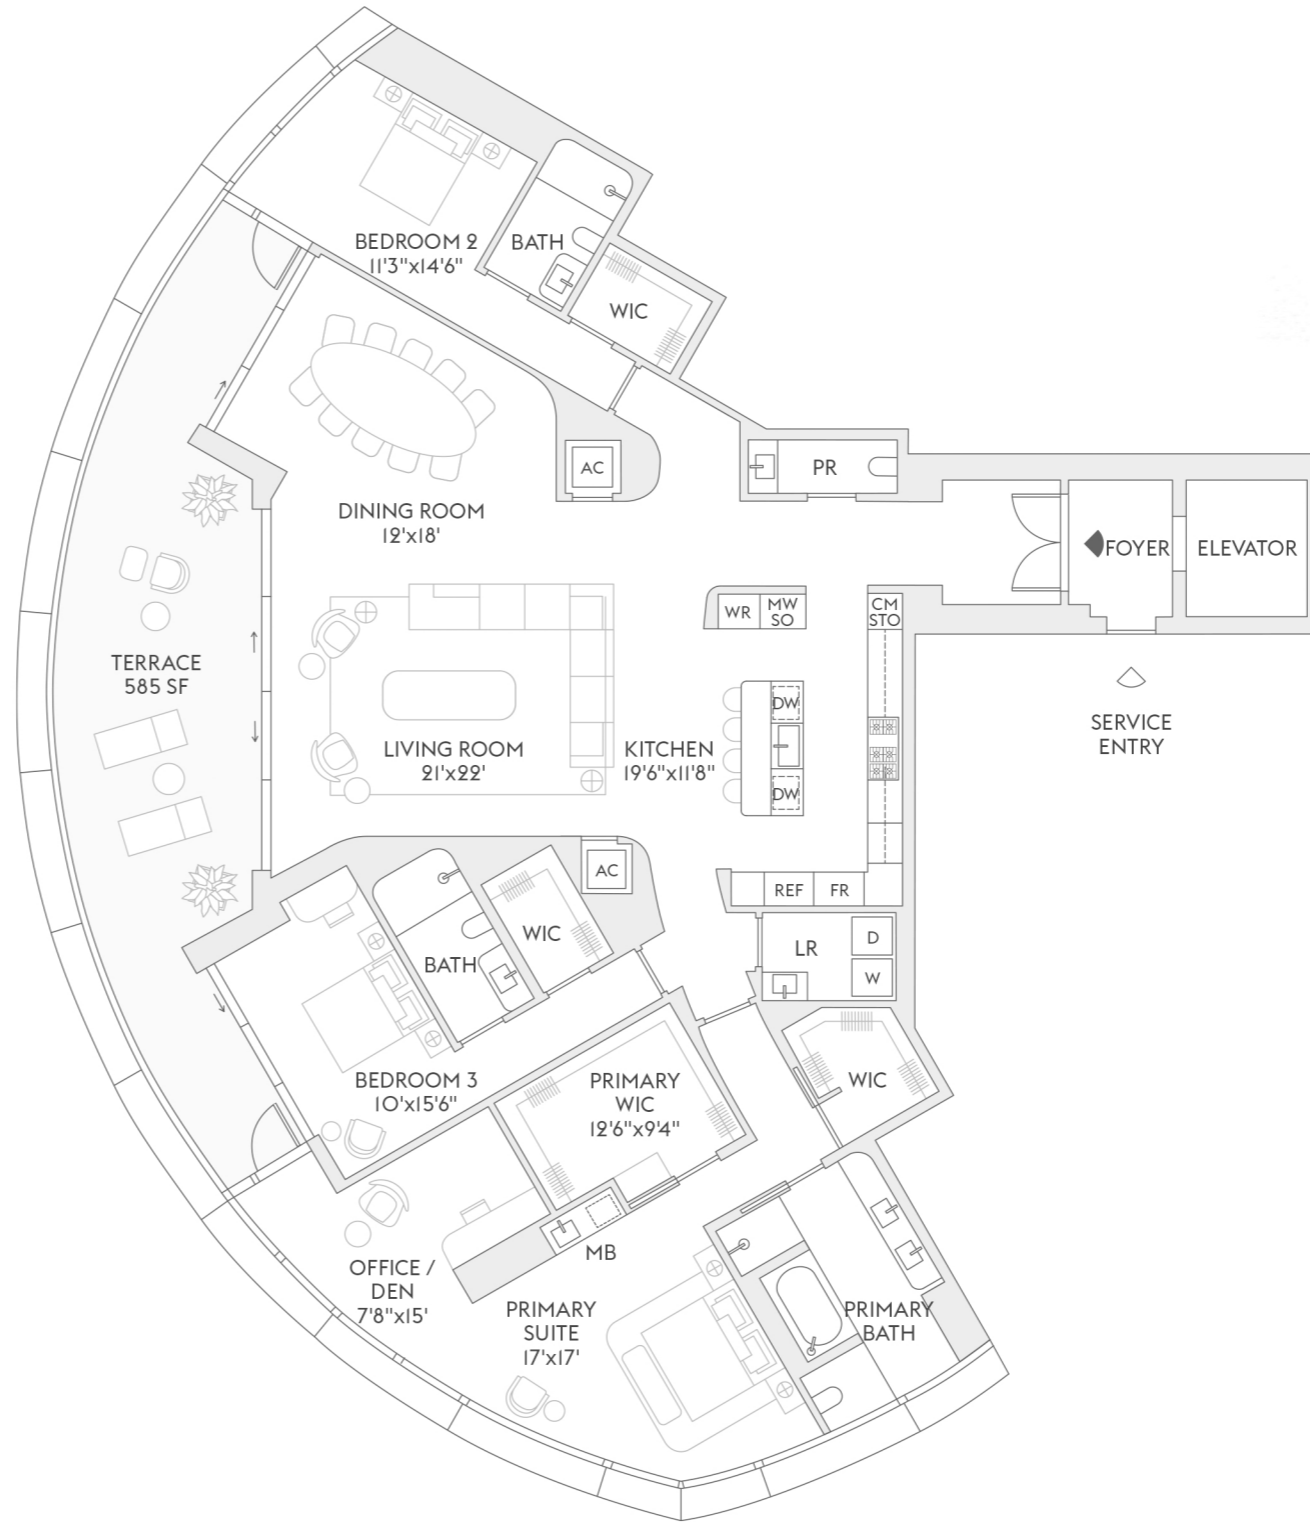 BEDROOM 2
11'3"x14'6"
BATH
WIC
DINING ROOM
12'x18'
AC
PR
FOYER
ELEVATOR
WR
MW
SO
CM
STO
TERRACE
585 SF
SERVICE
ENTRY
LIVING ROOM
21'x22'
KITCHEN
19'6"x11'8"
DW
DW
AC
REF
FR
BATH
WIC
LR
D
W
BEDROOM 3
10'x15'6"
PRIMARY
WIC
12'6"x9'4"
WIC
OFFICE /
DEN
7'8"x15'
MB
PRIMARY
SUITE
17'x17'
PRIMARY
BATH